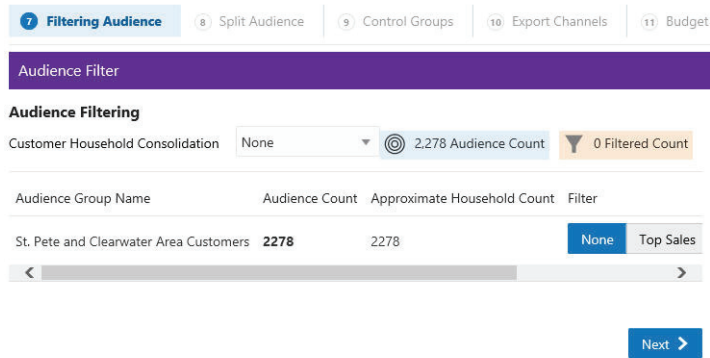 7 Filtering Audience 8 Split Audience 9 Control Groups 10 Export Channels 11 Budget
Audience Filter
Audience Filtering
Customer Household Consolidation None 2,278 Audience Count 0 Filtered Count
Audience Group Name Audience Count Approximate Household Count Filter
St. Pete and Clearwater Area Customers 2278 2278 None Top Sales
Next